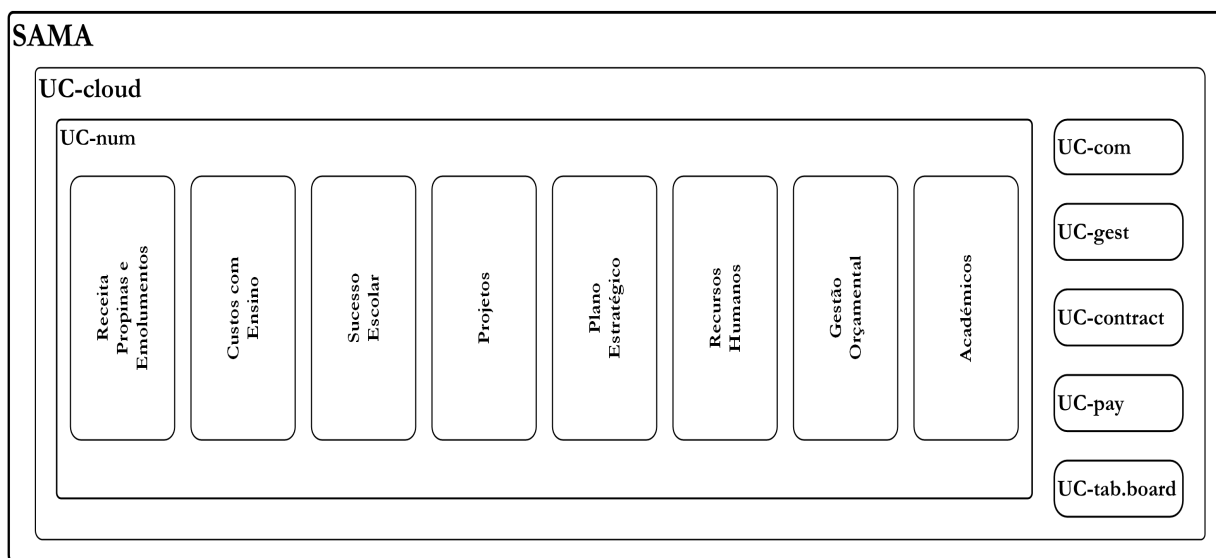 SAMA
UC-cloud
UC-num
Receita
Propinas e
Emolumentos
Custos com
Ensino
Sucesso
Escolar
Projetos
Plano
Estratégico
Recursos
Humanos
Gestão
Orçamental
Académicos
UC-com
UC-gest
UC-contract
UC-pay
UC-tab.board